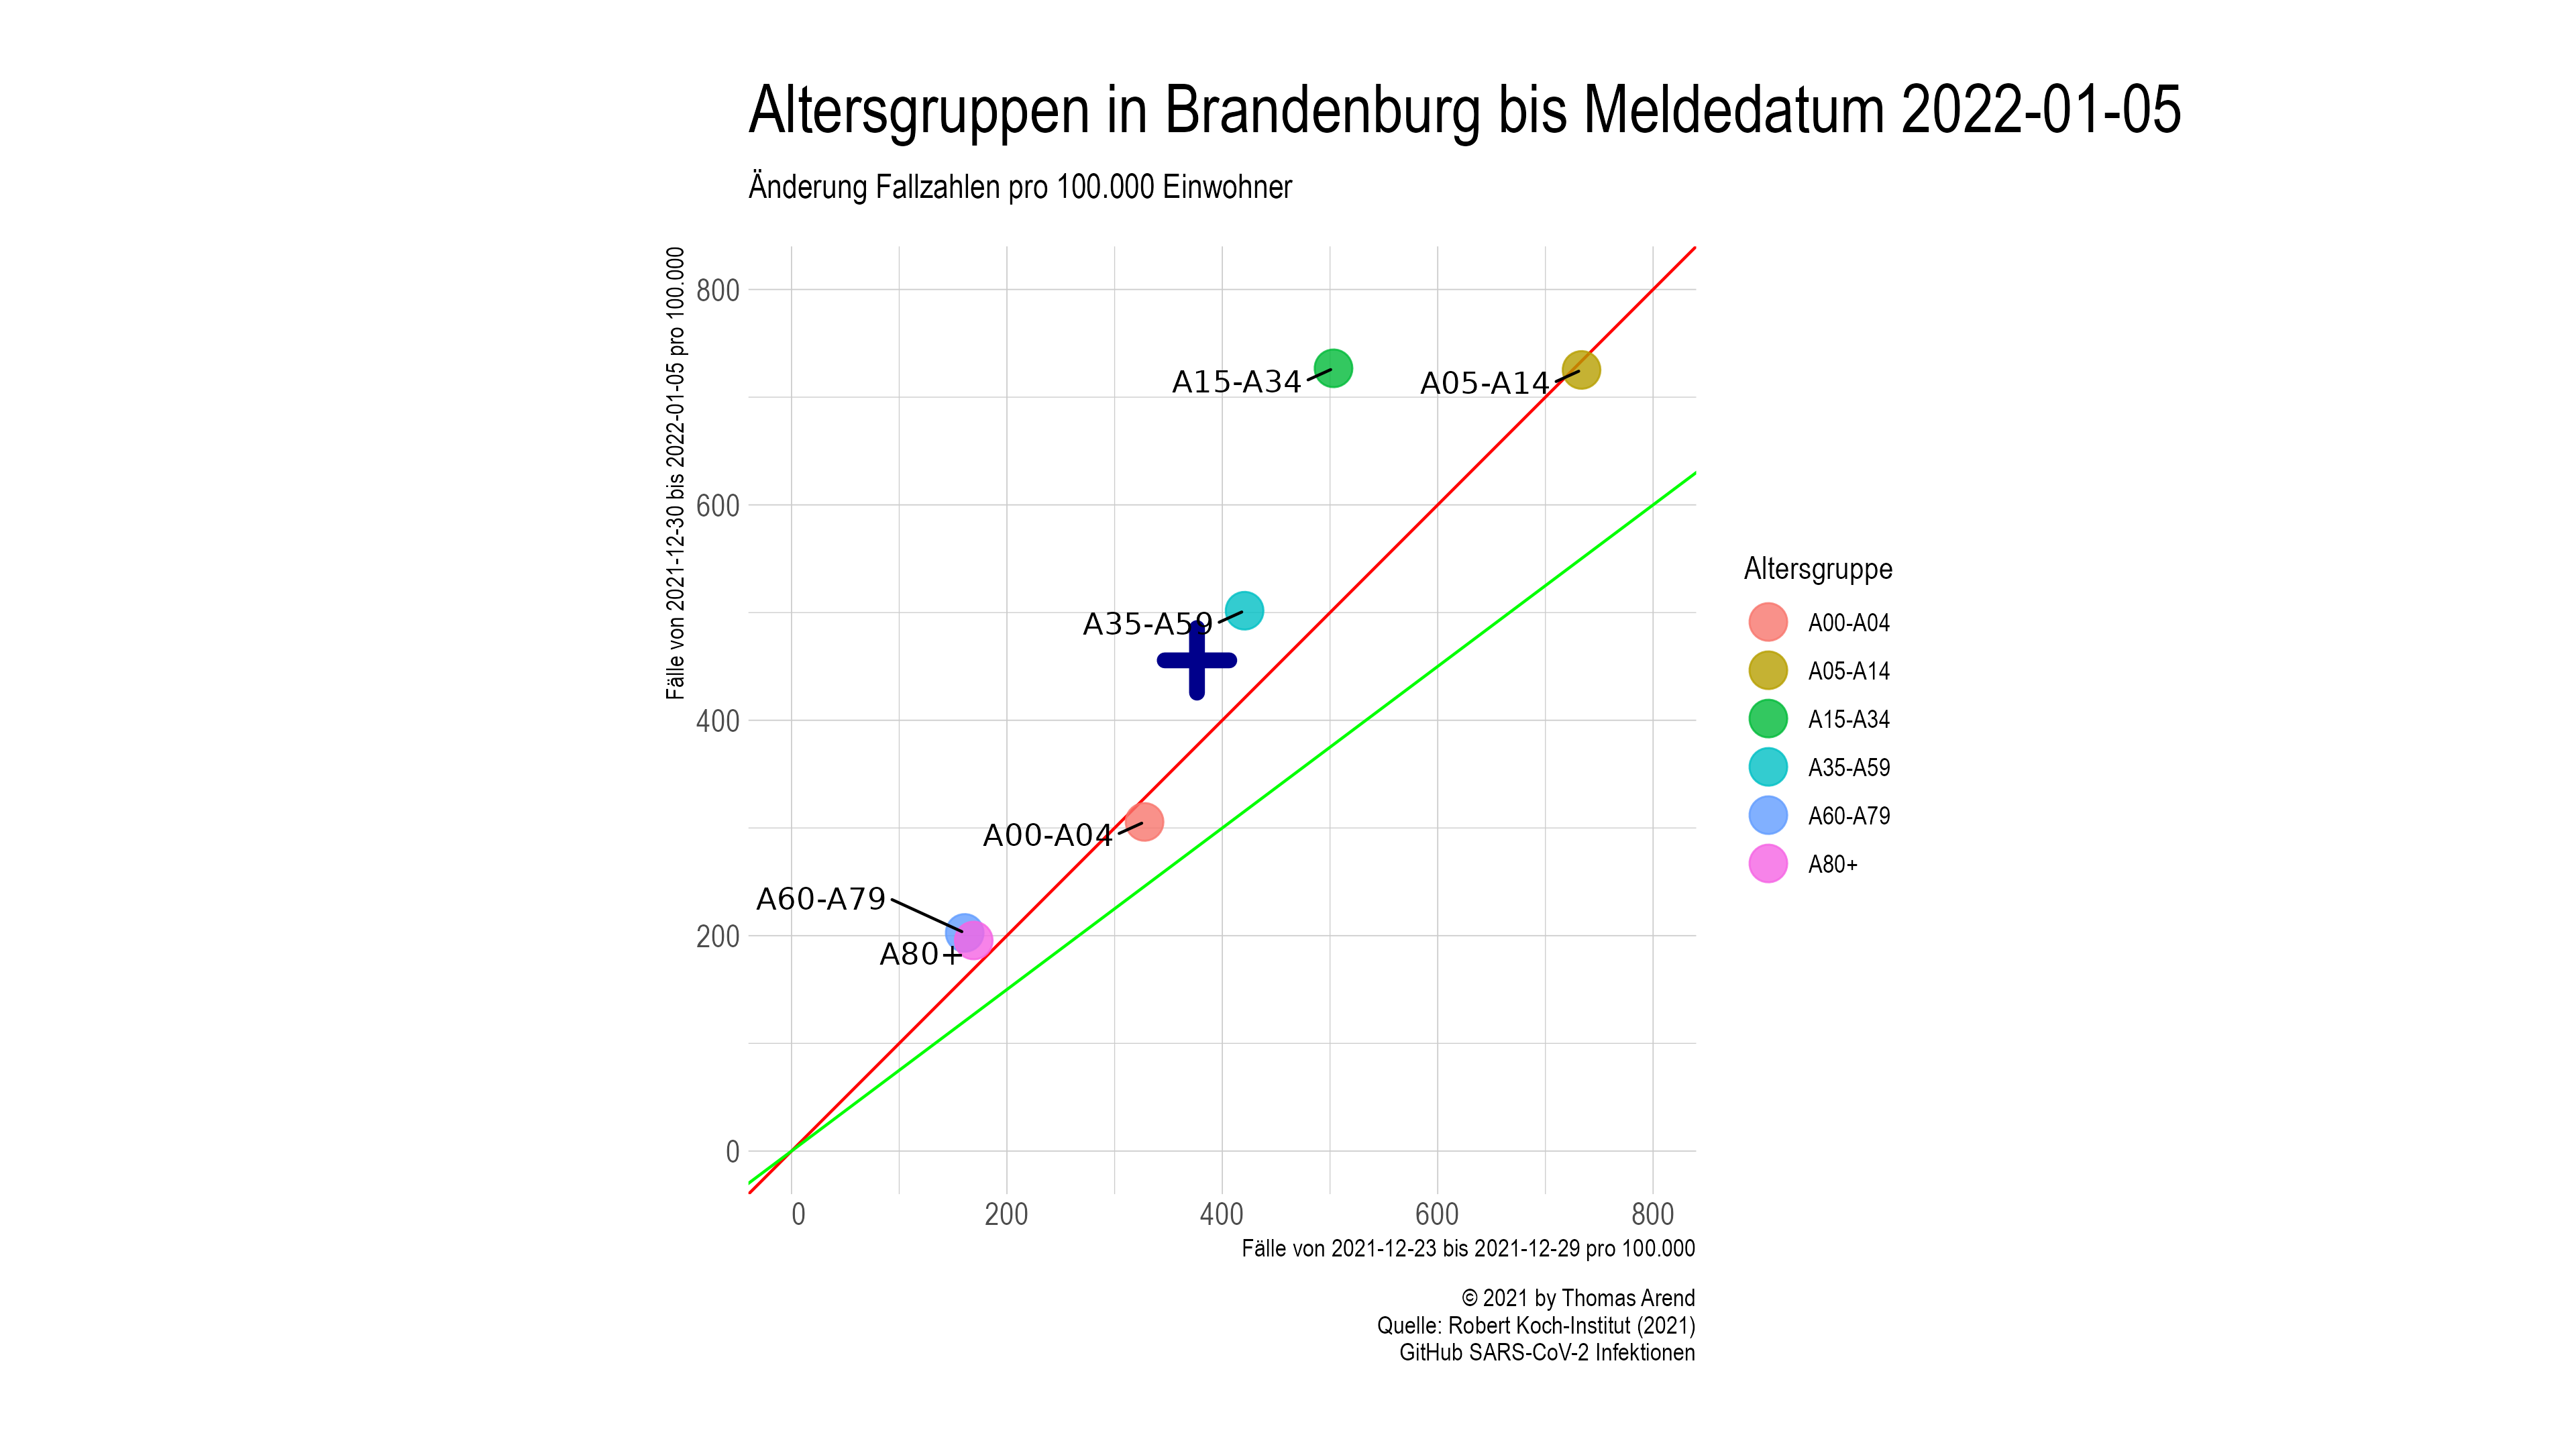 Altersgruppen in Brandenburg bis Meldedatum 2022-01-05
Änderung Fallzahlen pro 100.000 Einwohner
Fälle von 2021-12-30 bis 2022-01-05 pro 100.000
800
600
400
200
0
A15-A34
A05-A14
A35-A59
A00-A04
A60-A79
A80+
0
200
400
600
800
Fälle von 2021-12-23 bis 2021-12-29 pro 100.000
Altersgruppe
A00-A04
A05-A14
A15-A34
A35-A59
A60-A79
A80+
© 2021 by Thomas Arend
Quelle: Robert Koch-Institut (2021)
GitHub SARS-CoV-2 Infektionen